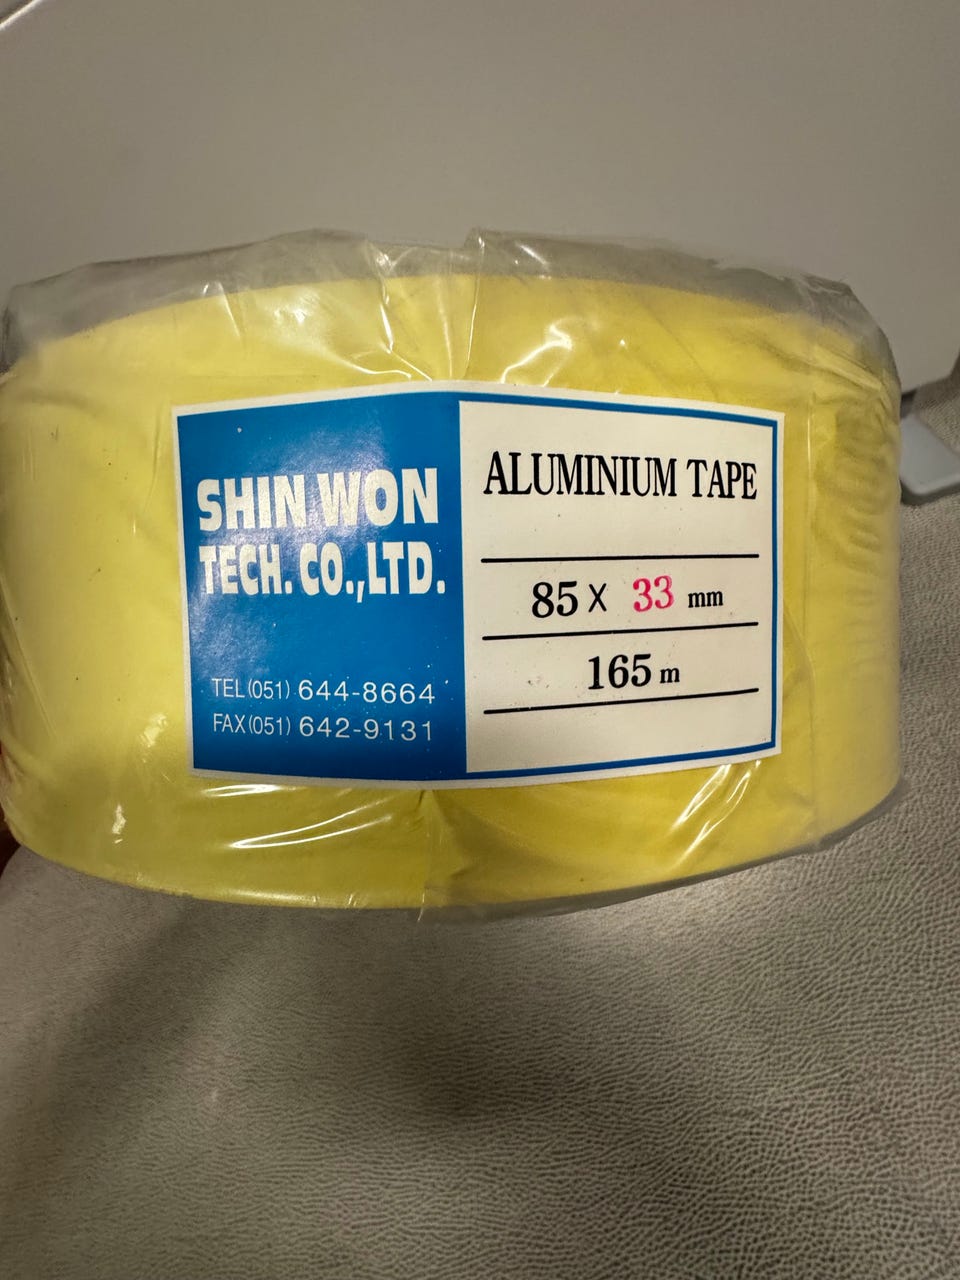 SHIN WON
TECH. CO.,LTD.
TEL(051) 644-8664
FAX(051) 642-9131
ALUMINIUM TAPE
85 X 33 mm
165 m